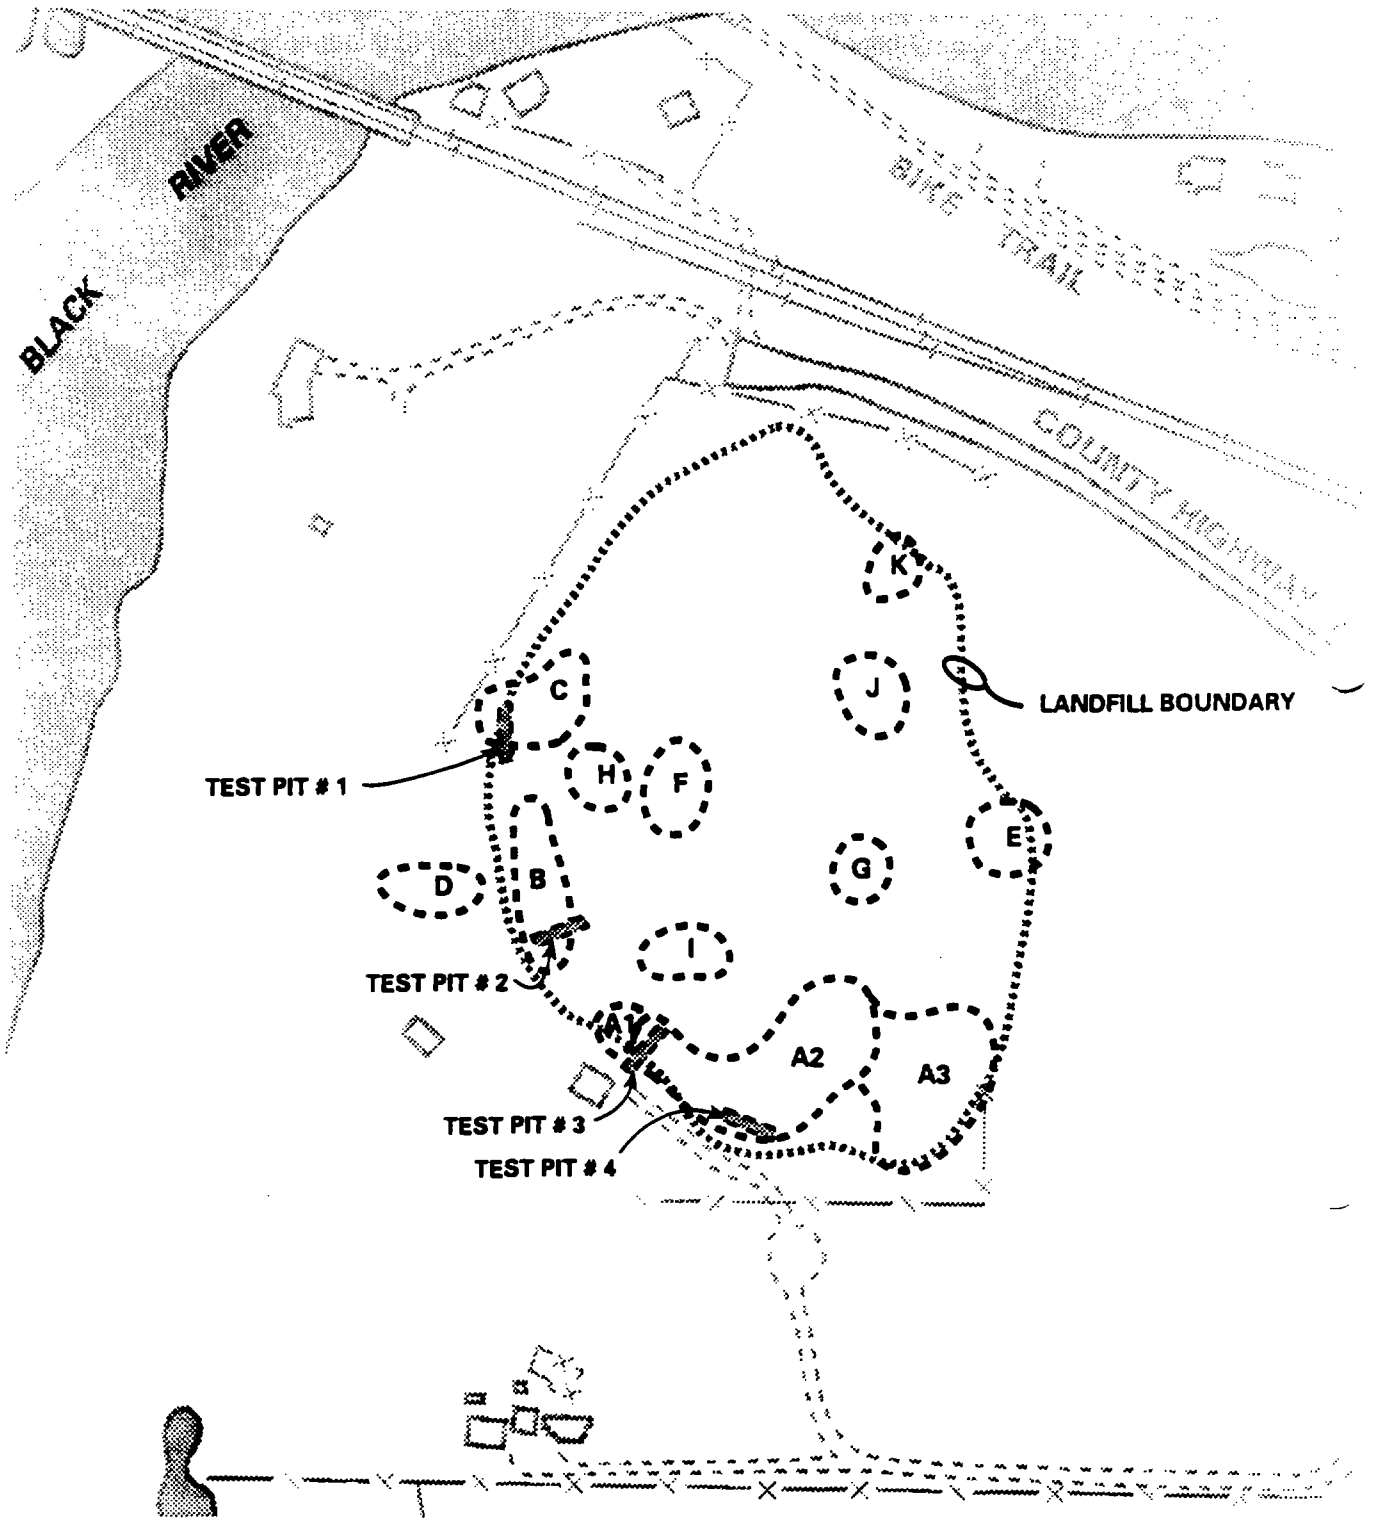 RIVER
BLACK
BIKE
TRAIL
COUNTY HIGHWAY
K
C
J
LANDFILL BOUNDARY
TEST PIT # 1
H
F
E
D
B
G
I
TEST PIT # 2
A1
A2
A3
TEST PIT # 3
TEST PIT # 4